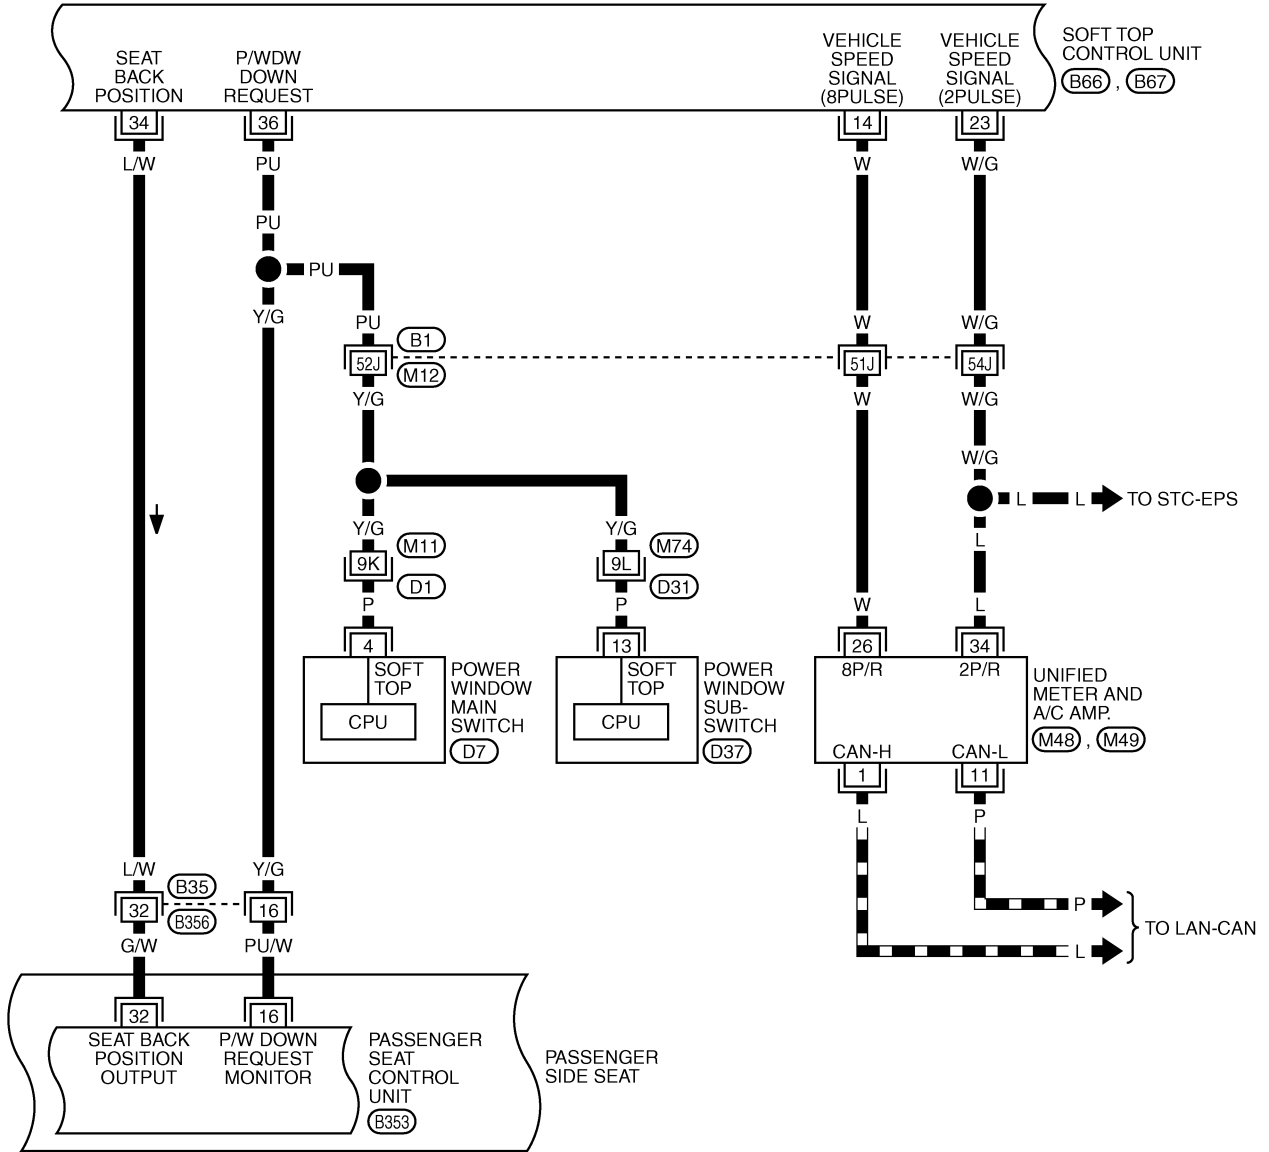 SEAT
BACK
POSITION
P/WDW
DOWN
REQUEST
VEHICLE
SPEED
SIGNAL
(8PULSE)
VEHICLE
SPEED
SIGNAL
(2PULSE)
SOFT TOP
CONTROL UNIT
B66 , B67
34
36
14
23
L/W
PU
W
W/G
PU
PU
Y/G
PU
W
W/G
B1
52J
51J
54J
M12
Y/G
W
W/G
W/G
L
L
TO STC-EPS
Y/G
Y/G
L
M11
M74
9K
9L
D1
D31
P
P
W
L
4
13
26
34
SOFT
TOP
CPU
POWER
WINDOW
MAIN
SWITCH
D7
SOFT
TOP
CPU
POWER
WINDOW
SUB-
SWITCH
D37
8P/R
2P/R
UNIFIED
METER AND
A/C AMP.
M48 , M49
CAN-H
CAN-L
1
11
L
P
L/W
Y/G
B35
32
16
B356
P
L
TO LAN-CAN
G/W
PU/W
32
16
SEAT BACK
POSITION
OUTPUT
P/W DOWN
REQUEST
MONITOR
PASSENGER
SEAT
CONTROL
UNIT
B353
PASSENGER
SIDE SEAT